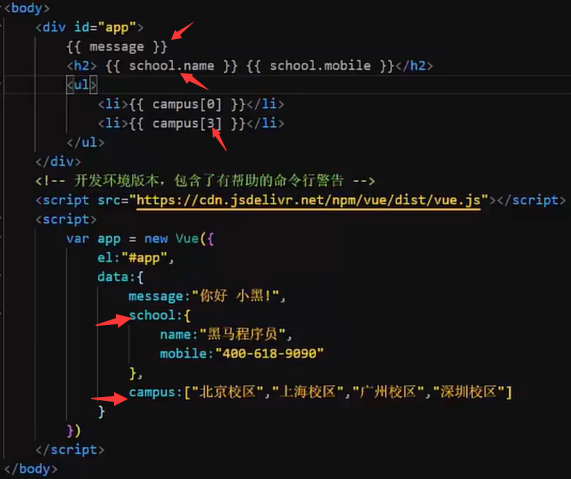 <body>
<div id="app">
{{ message }}
<h2> {{ school.name }} {{ school.mobile }}</h2>
<ul>
<li>{{ campus[0] }}</li>
<li>{{ campus[3] }}</li>
</ul>
</div>
<!-- 开发环境版本，包含了有帮助的命令行警告 -->
<script src="https://cdn.jsdelivr.net/npm/vue/dist/vue.js"></script>
<script>
var app = new Vue({
el:"#app",
data:{
message:"你好 小黑!",
school:{
name:"黑马程序员",
mobile:"400-618-9090"
},
campus:["北京校区","上海校区","广州校区","深圳校区"]
}
})
</script>
</body>